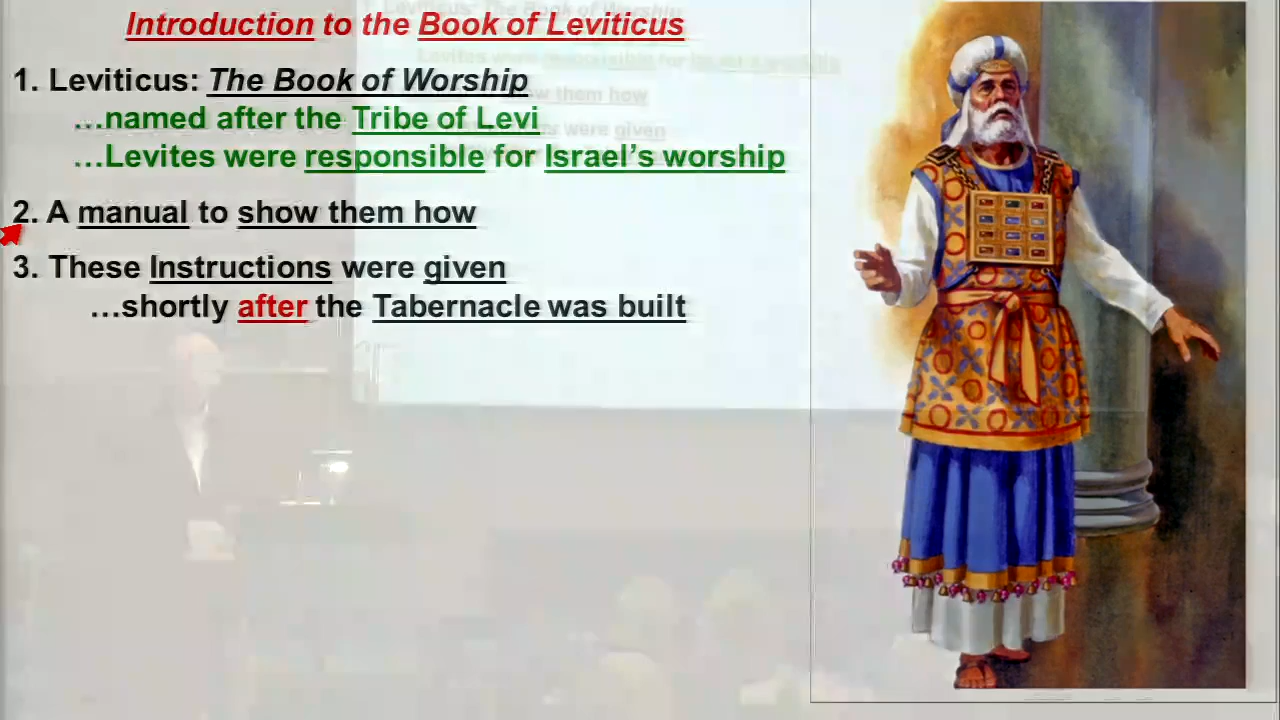 Introduction to the Book of Leviticus
1. Leviticus: The Book of Worship
...named after the Tribe of Levi
...Levites were responsible for Israel's worship
2. A manual to show them how
3. These Instructions were given
...shortly after the Tabernacle was built